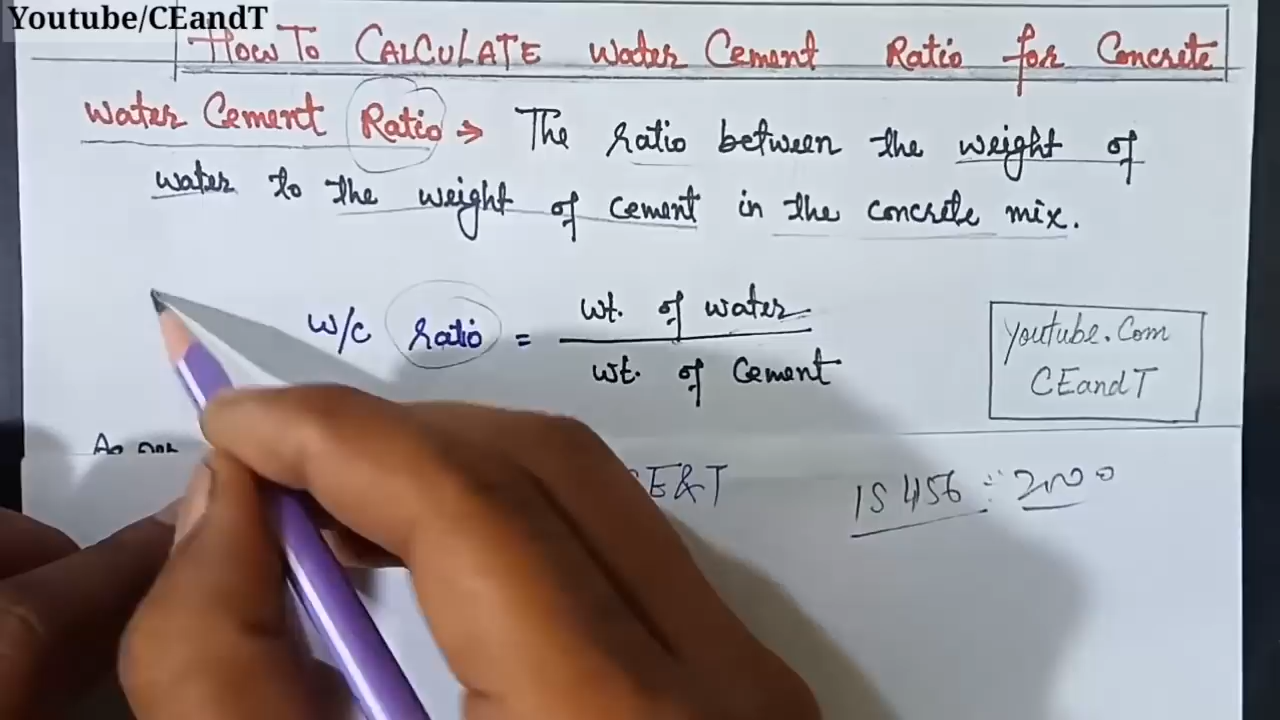 Youtube/CEandT
HOW TO CALCULATE Water Cement Ratio for Concrete
Water Cement Ratio → The ratio between the weight of
water to the weight of cement in the concrete mix.
W/C ratio = wt. of water
wt. of Cement
youtube.Com
CEandT
E&T
IS 456 : 2000